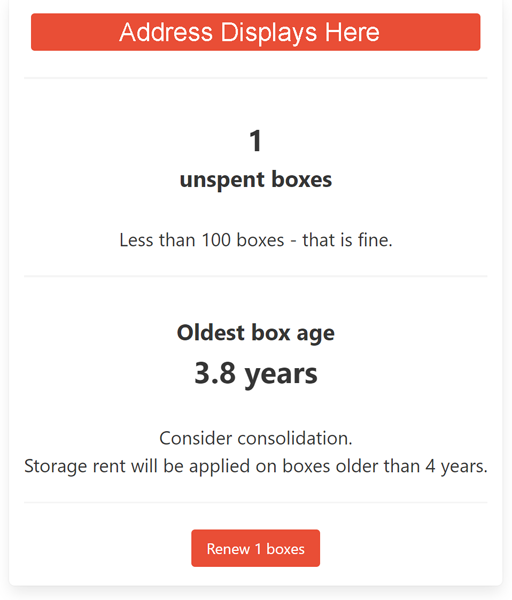 Address Displays Here
1
unspent boxes
Less than 100 boxes - that is fine.
Oldest box age
3.8 years
Consider consolidation.
Storage rent will be applied on boxes older than 4 years.
Renew 1 boxes